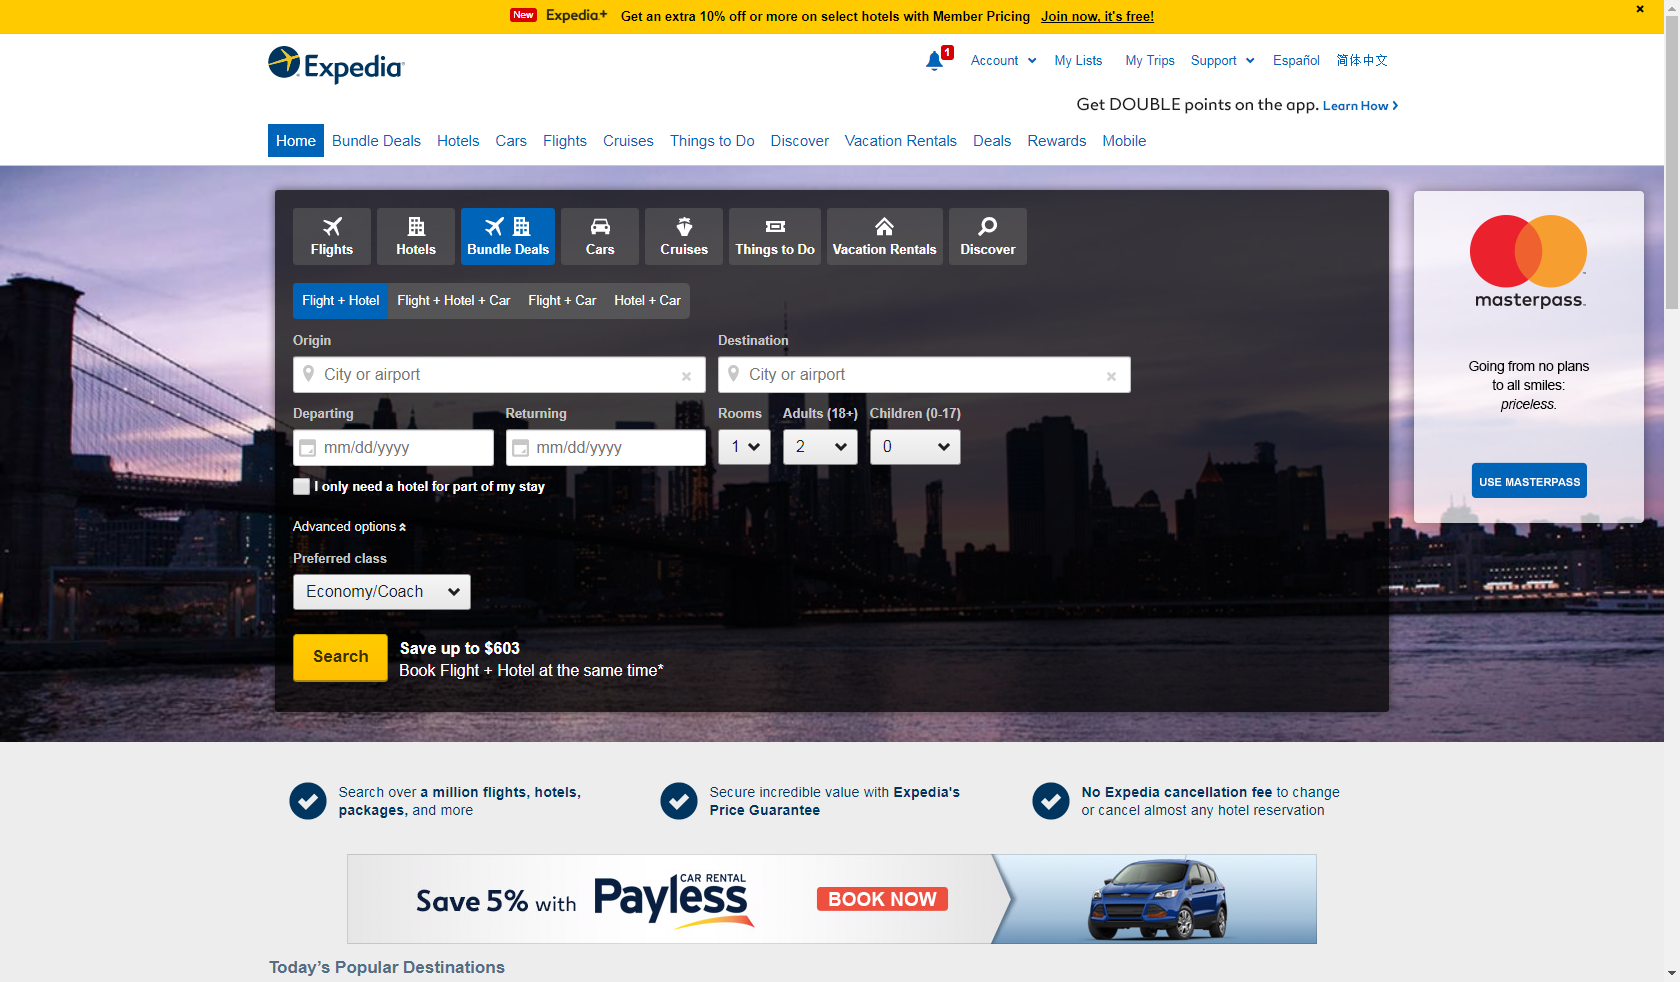 New Expedia+ Get an extra 10% off or more on select hotels with Member Pricing Join now, it's free!
Expedia
1 Account My Lists My Trips Support Español 简体中文
Get DOUBLE points on the app. Learn How
Home Bundle Deals Hotels Cars Flights Cruises Things to Do Discover Vacation Rentals Deals Rewards Mobile
Flights Hotels Bundle Deals Cars Cruises Things to Do Vacation Rentals Discover
Flight + Hotel Flight + Hotel + Car Flight + Car Hotel + Car
Origin Destination
City or airport City or airport
Departing Returning Rooms Adults (18+) Children (0-17)
mm/dd/yyyy mm/dd/yyyy 1 2 0
I only need a hotel for part of my stay
Advanced options
Preferred class
Economy/Coach
Search
Save up to $603
Book Flight + Hotel at the same time*
masterpass
Going from no plans
to all smiles:
priceless.
USE MASTERPASS
Search over a million flights, hotels,
packages, and more
Secure incredible value with Expedia's
Price Guarantee
No Expedia cancellation fee to change
or cancel almost any hotel reservation
Save 5% with
CAR RENTAL
Payless
BOOK NOW
Today’s Popular Destinations